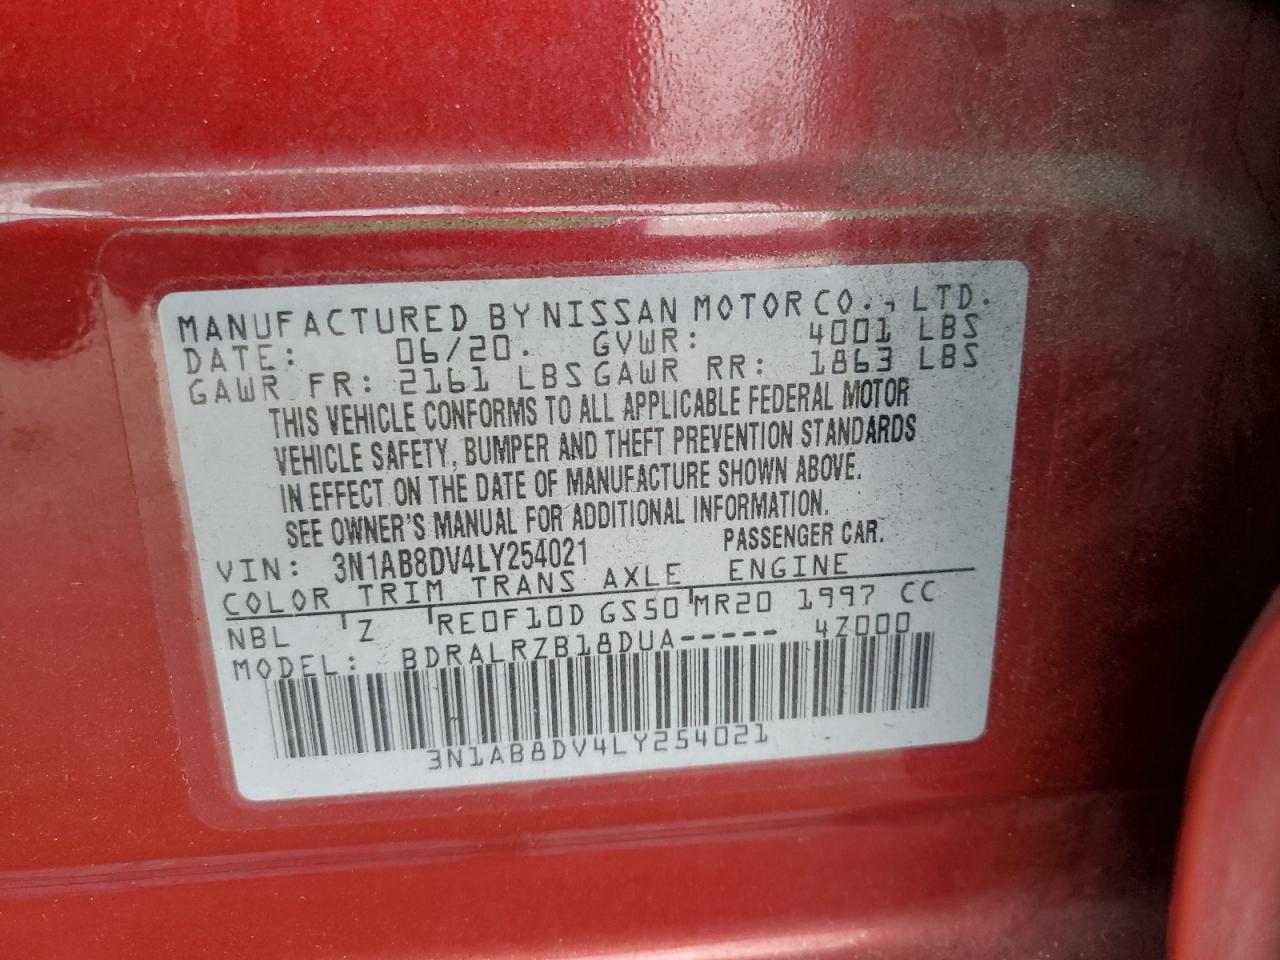 MANUFACTURED BY NISSAN MOTOR CO., LTD.
DATE: 06/20. GVWR: 4001 LBS
GAWR FR: 2161 LBS GAWR RR: 1863 LBS
THIS VEHICLE CONFORMS TO ALL APPLICABLE FEDERAL MOTOR
VEHICLE SAFETY, BUMPER AND THEFT PREVENTION STANDARDS
IN EFFECT ON THE DATE OF MANUFACTURE SHOWN ABOVE.
SEE OWNER'S MANUAL FOR ADDITIONAL INFORMATION.
VIN: 3N1AB8DV4LY254021 PASSENGER CAR.
COLOR TRIM TRANS AXLE ENGINE
NBL Z RE0F10D GS50 MR20 1997 CC
MODEL: BDRALRZB18DUA----- 4Z000
3N1AB8DV4LY254021